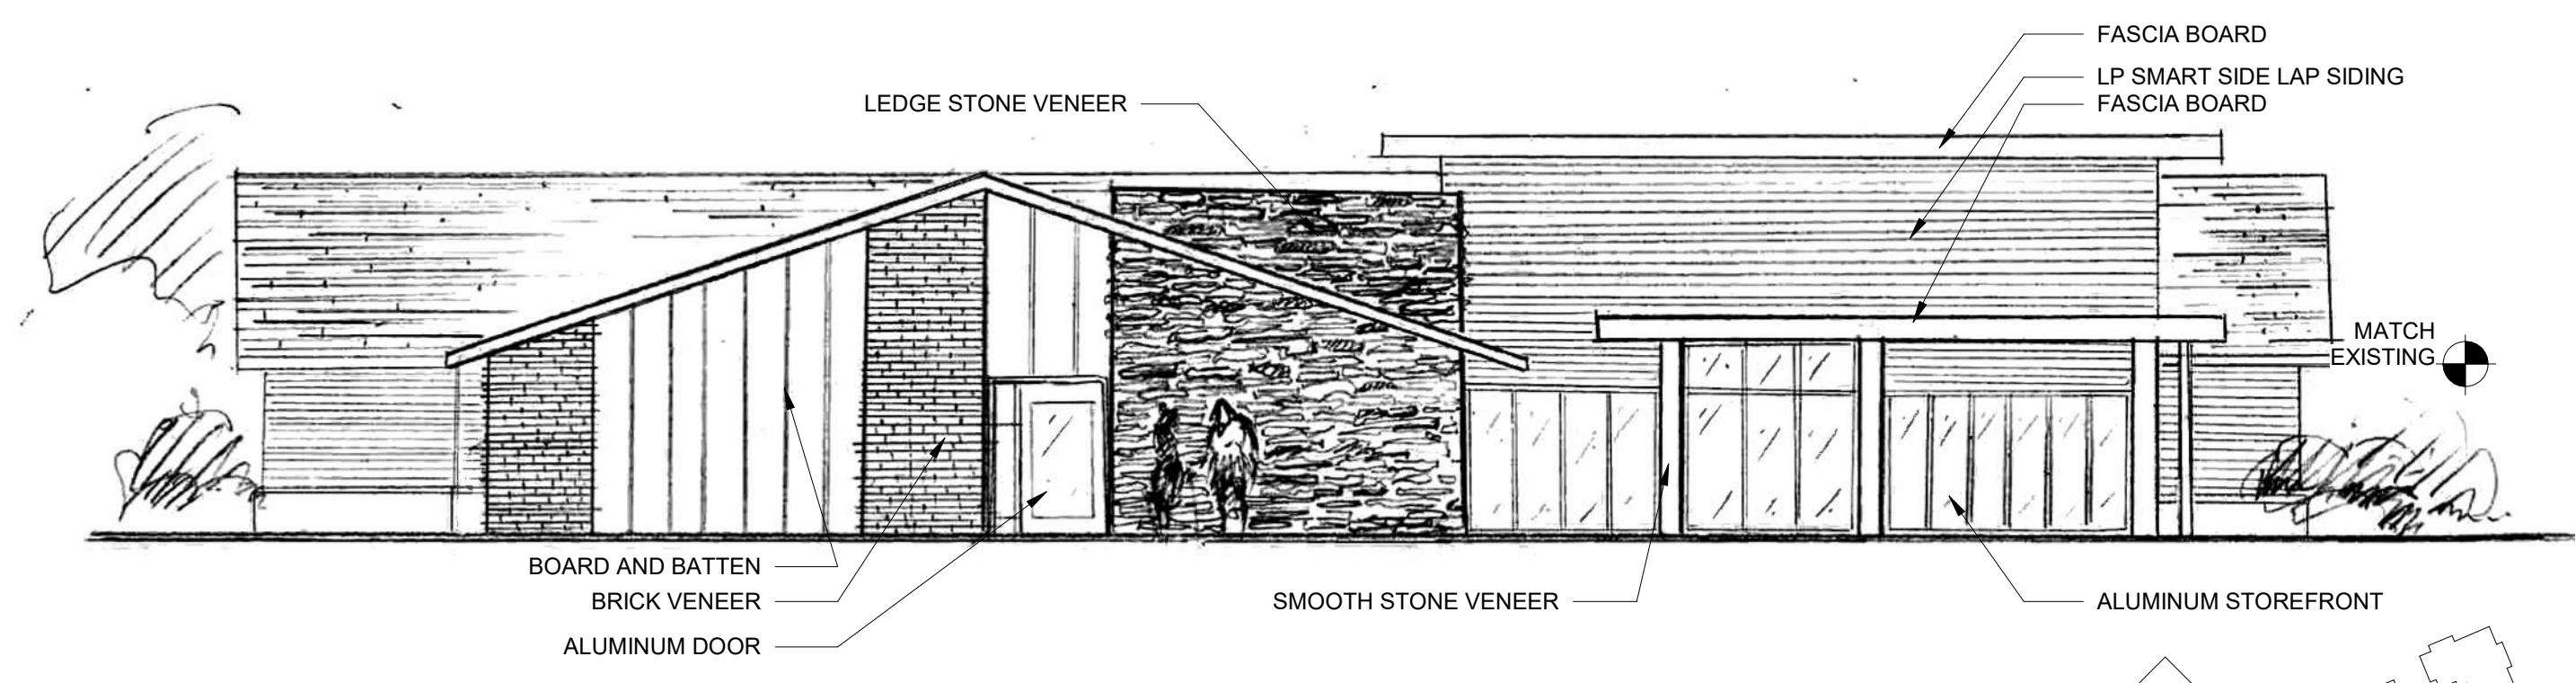 FASCIA BOARD
LP SMART SIDE LAP SIDING
FASCIA BOARD
LEDGE STONE VENEER
MATCH
EXISTING
BOARD AND BATTEN
BRICK VENEER
ALUMINUM DOOR
SMOOTH STONE VENEER
ALUMINUM STOREFRONT